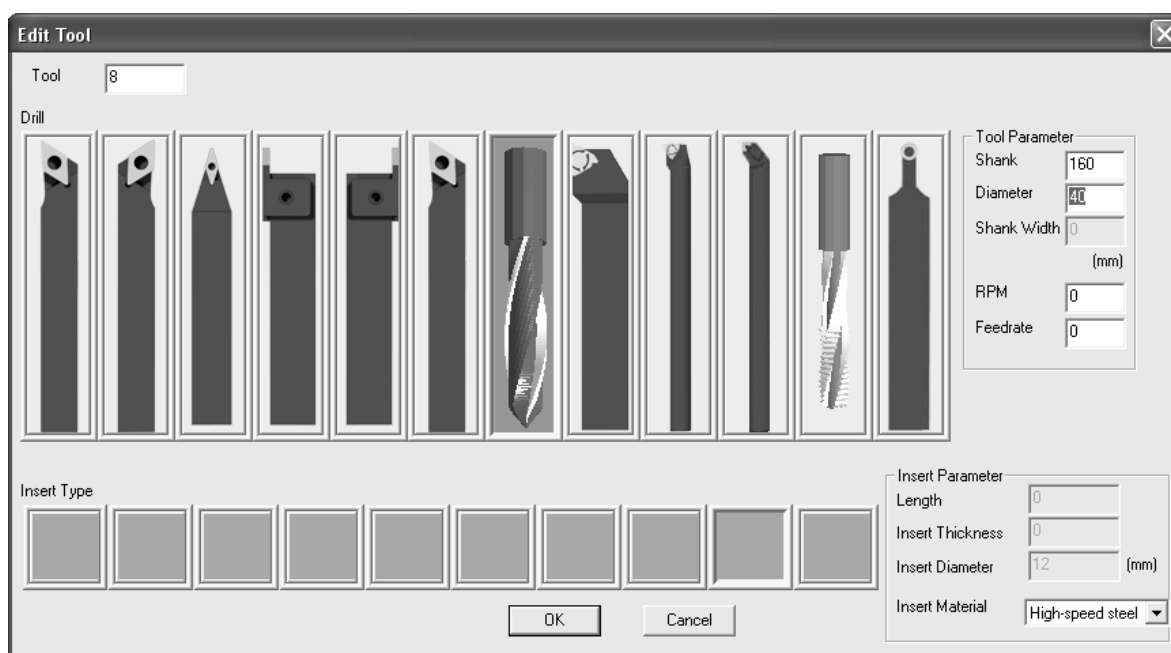 Edit Tool
Tool 8
Drill
Tool Parameter
Shank 160
Diameter 40
Shank Width 0
(mm)
RPM 0
Feedrate 0
Insert Type
Insert Parameter
Length 0
Insert Thickness 0
Insert Diameter 12 (mm)
Insert Material High-speed steel
OK Cancel